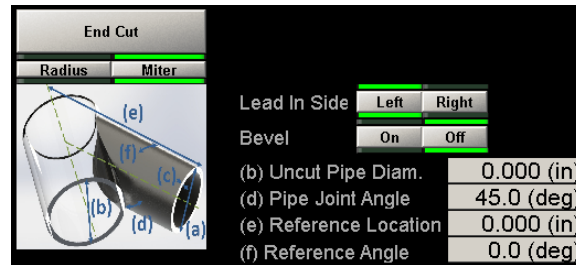 End Cut
Radius Miter
(e)
(f)
(c)
(b)
(d)
(a)
Lead In Side Left Right
Bevel On Off
(b) Uncut Pipe Diam. 0.000 (in)
(d) Pipe Joint Angle 45.0 (deg)
(e) Reference Location 0.000 (in)
(f) Reference Angle 0.0 (deg)